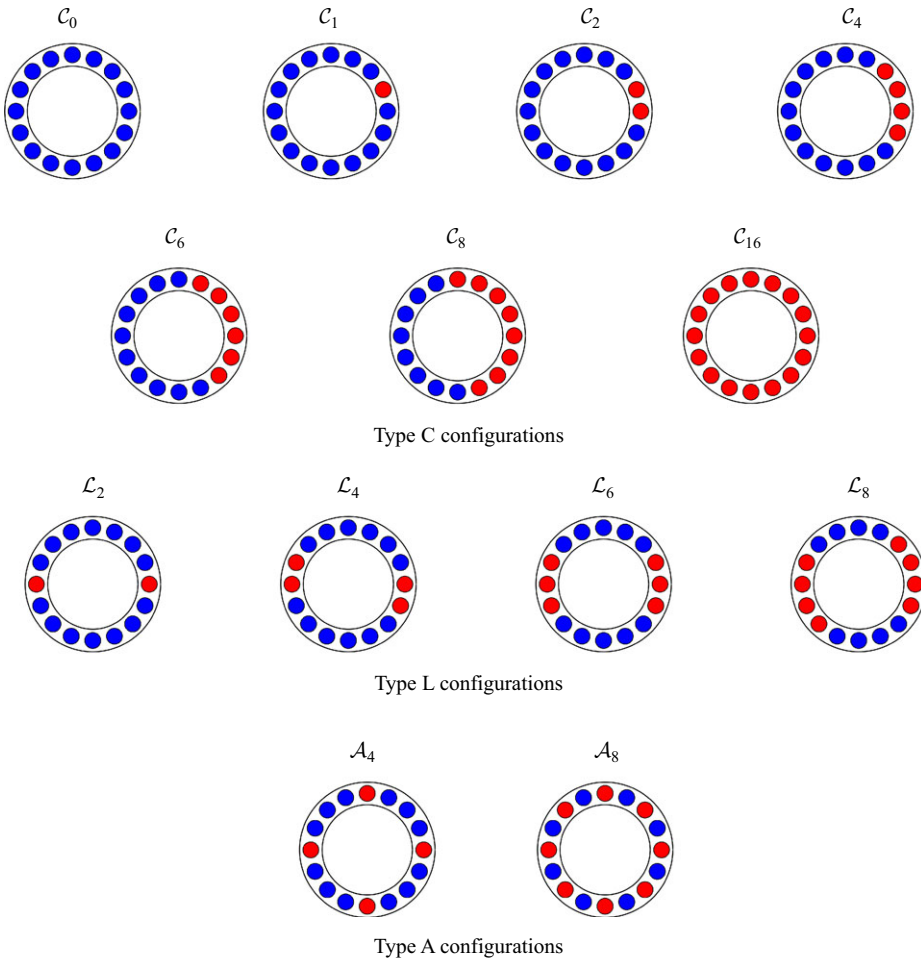 𝒞0 𝒞1 𝒞2 𝒞4
𝒞6 𝒞8 𝒞16
Type C configurations
ℒ2 ℒ4 ℒ6 ℒ8
Type L configurations
𝒜4 𝒜8
Type A configurations